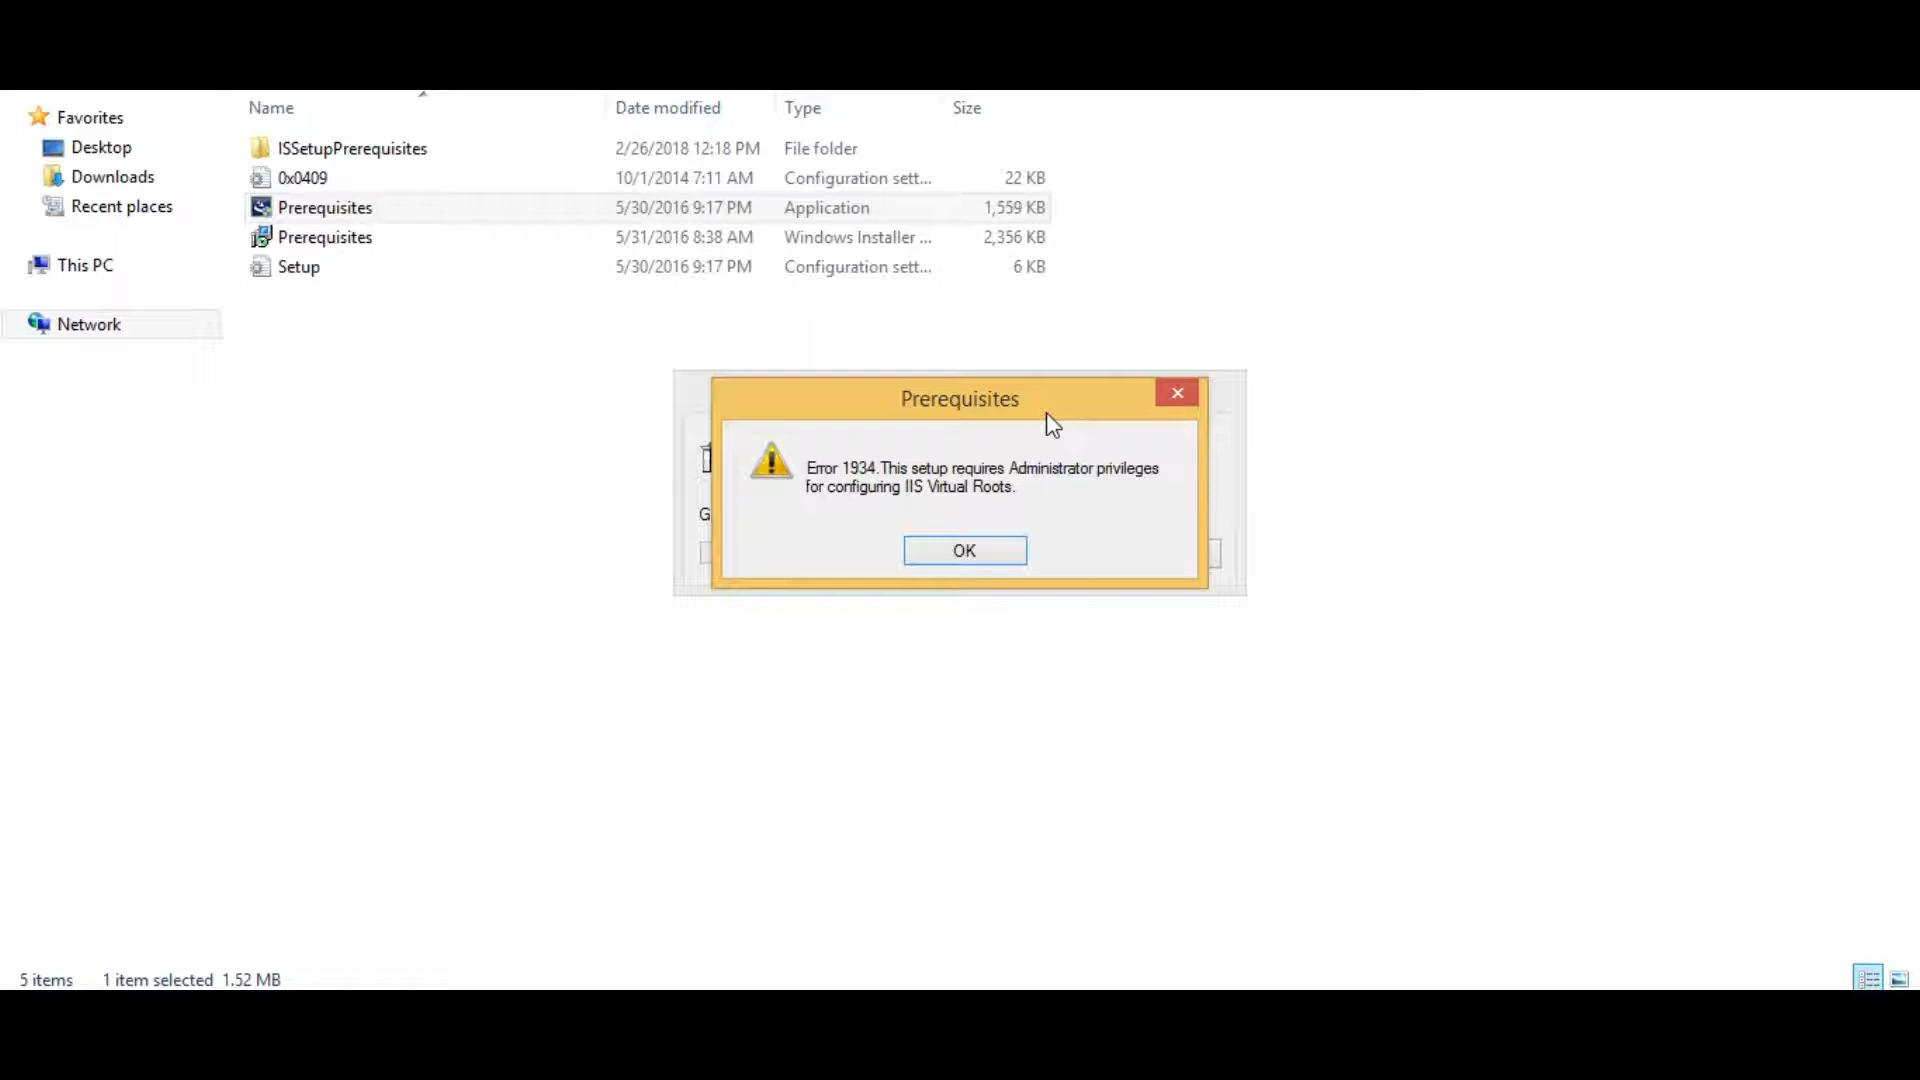 Name Date modified Type Size
Favorites
Desktop
Downloads
Recent places
This PC
Network
ISSetupPrerequisites 2/26/2018 12:18 PM File folder
0x0409 10/1/2014 7:11 AM Configuration sett... 22 KB
Prerequisites 5/30/2016 9:17 PM Application 1,559 KB
Prerequisites 5/31/2016 8:38 AM Windows Installer ... 2,356 KB
Setup 5/30/2016 9:17 PM Configuration sett... 6 KB
Prerequisites
Error 1934.This setup requires Administrator privileges
for configuring IIS Virtual Roots.
G
OK
5 items 1 item selected 1.52 MB